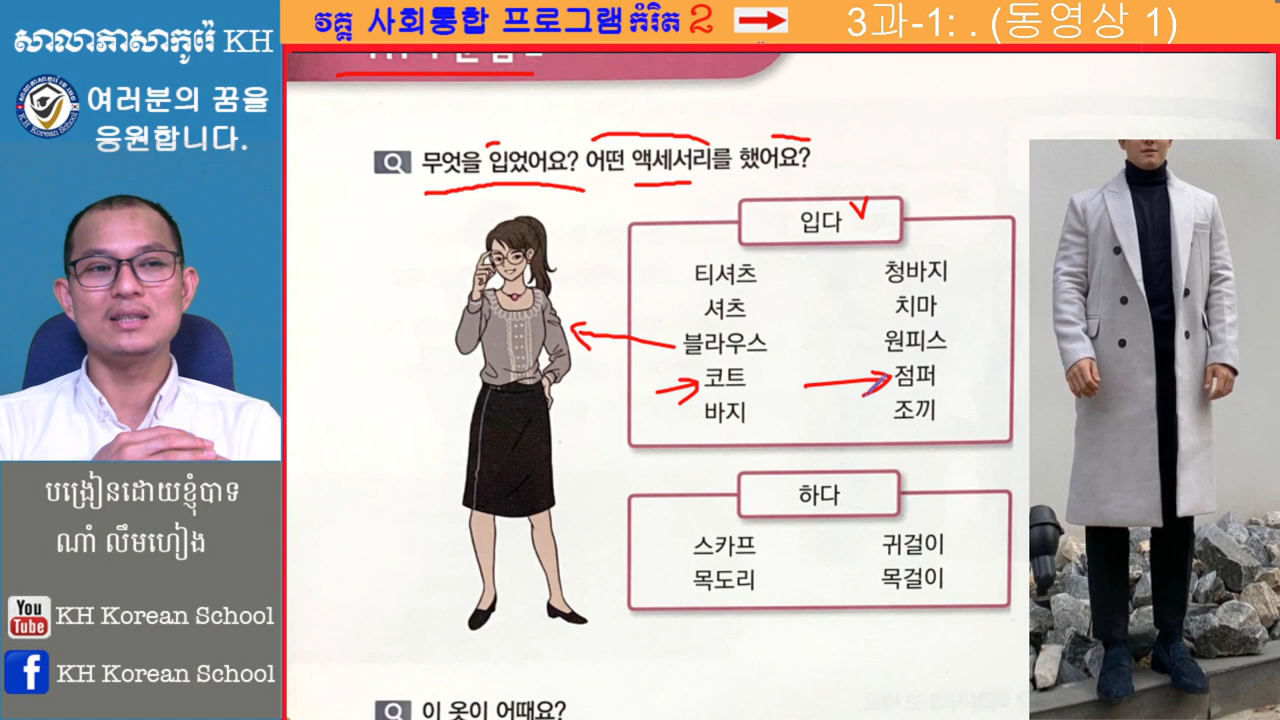 សាលាភាសាកូរ៉េ KH
여러분의 꿈을
응원합니다.
វគ្គ 사회통합 프로그램 កំរិត 2
3과-1: . (동영상 1)
무엇을 입었어요? 어떤 액세서리를 했어요?
입다
티셔츠 청바지
셔츠 치마
블라우스 원피스
코트 점퍼
바지 조끼
하다
스카프 귀걸이
목도리 목걸이
이 옷이 어때요?
បង្រៀនដោយខ្ញុំបាទ
ណាំ លឹមហៀង
You Tube KH Korean School
f KH Korean School